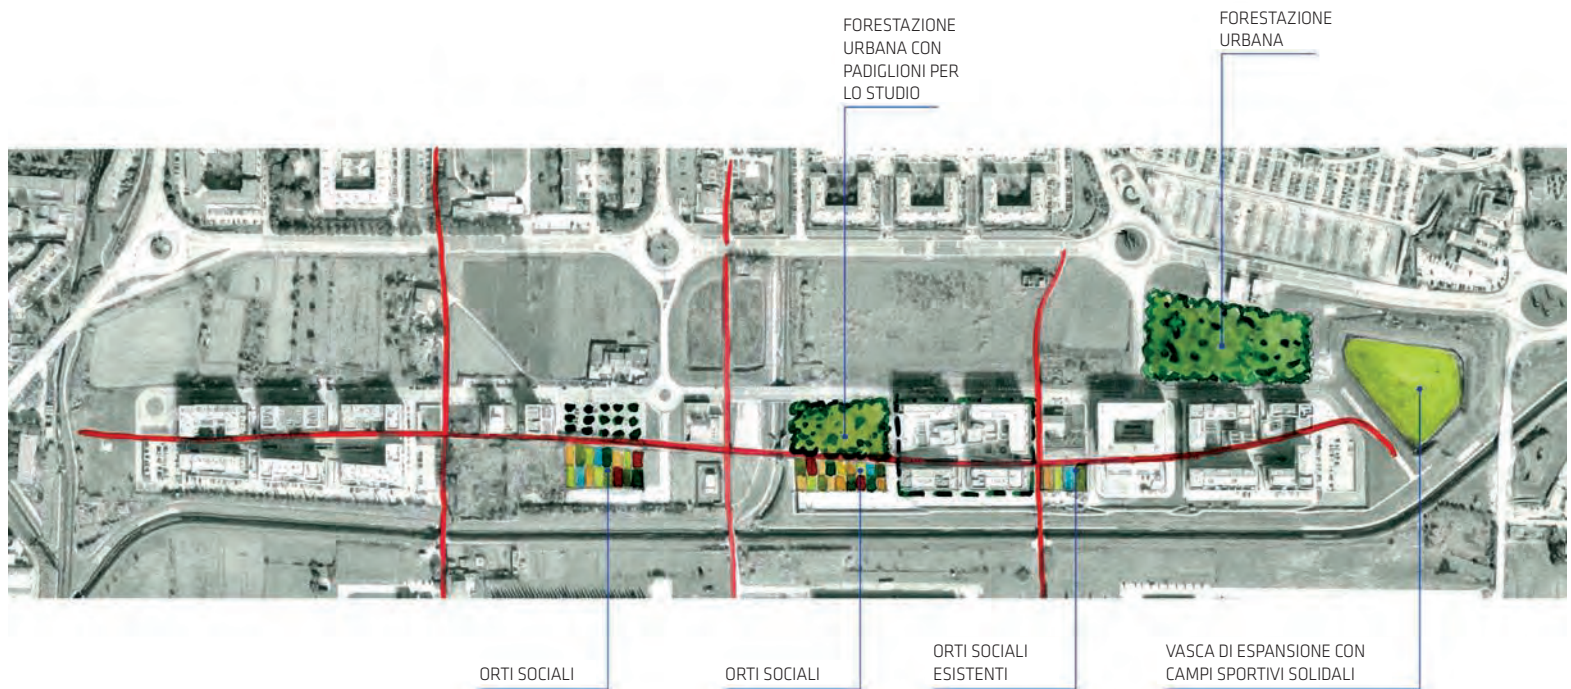 FORESTAZIONE
URBANA CON
PADIGLIONI PER
LO STUDIO
FORESTAZIONE
URBANA
ORTI SOCIALI
ORTI SOCIALI
ORTI SOCIALI
ESISTENTI
VASCA DI ESPANSIONE CON
CAMPI SPORTIVI SOLIDALI